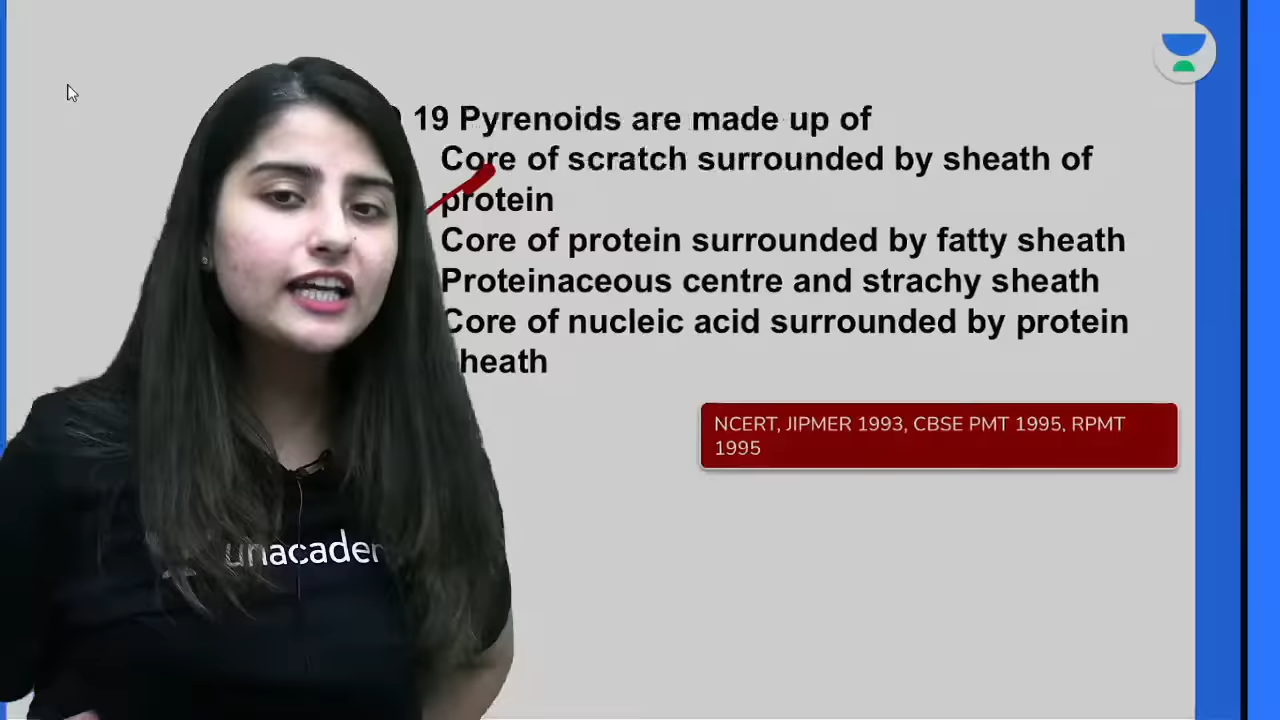 19 Pyrenoids are made up of
Core of scratch surrounded by sheath of
protein
Core of protein surrounded by fatty sheath
Proteinaceous centre and strachy sheath
Core of nucleic acid surrounded by protein
heath
NCERT, JIPMER 1993, CBSE PMT 1995, RPMT
1995
unacadem